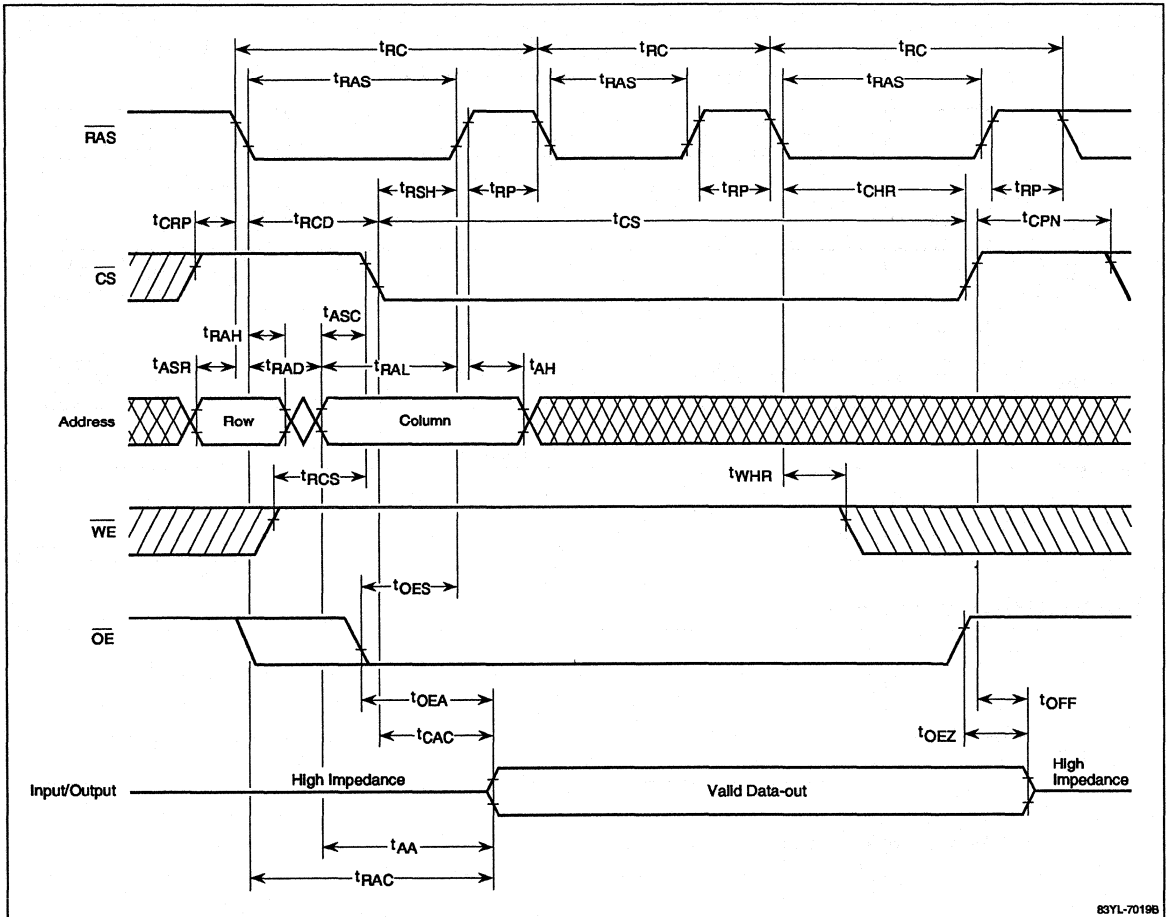 tRC tRC tRC
tRAS tRAS tRAS
RAS
tRSH tRP tRP tCHR tRP
tCRP tRCD tCS tCPN
CS
tASC
tRAH
tASR tRAD tRAL tAH
Address Row Column
tRCS tWHR
WE
tOES
OE
tOEA tOFF
tCAC tOEZ
High Impedance High
Impedance
Input/Output Valid Data-out
tAA
tRAC
83YL-7019B